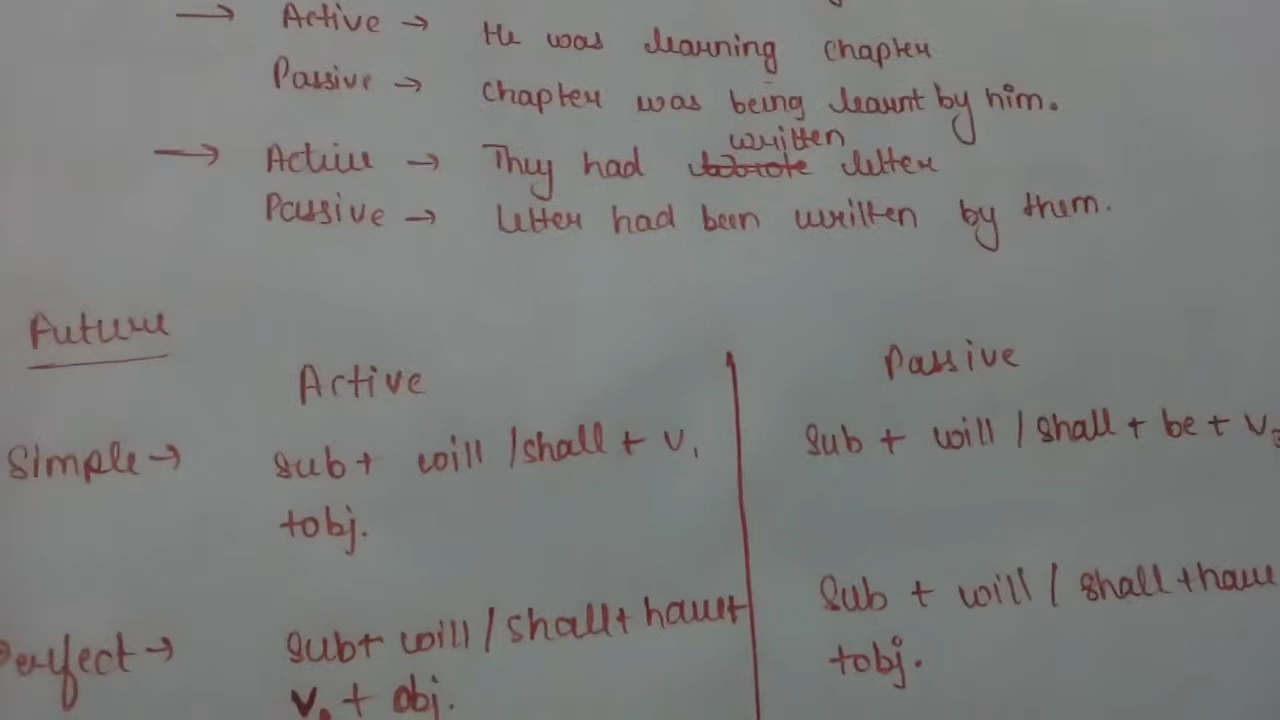 → Active → He was learning chapter
Passive → Chapter was being learnt by him.
written
→ Active → They had wrote letter
Passive → letter had been written by them.
Future
Active
Passive
Simple → Sub + will / shall + V1
+obj.
Sub + will / shall + be + V3
Perfect → Sub + will / shall + have +
V3 + obj.
Sub + will / shall + have
+obj.